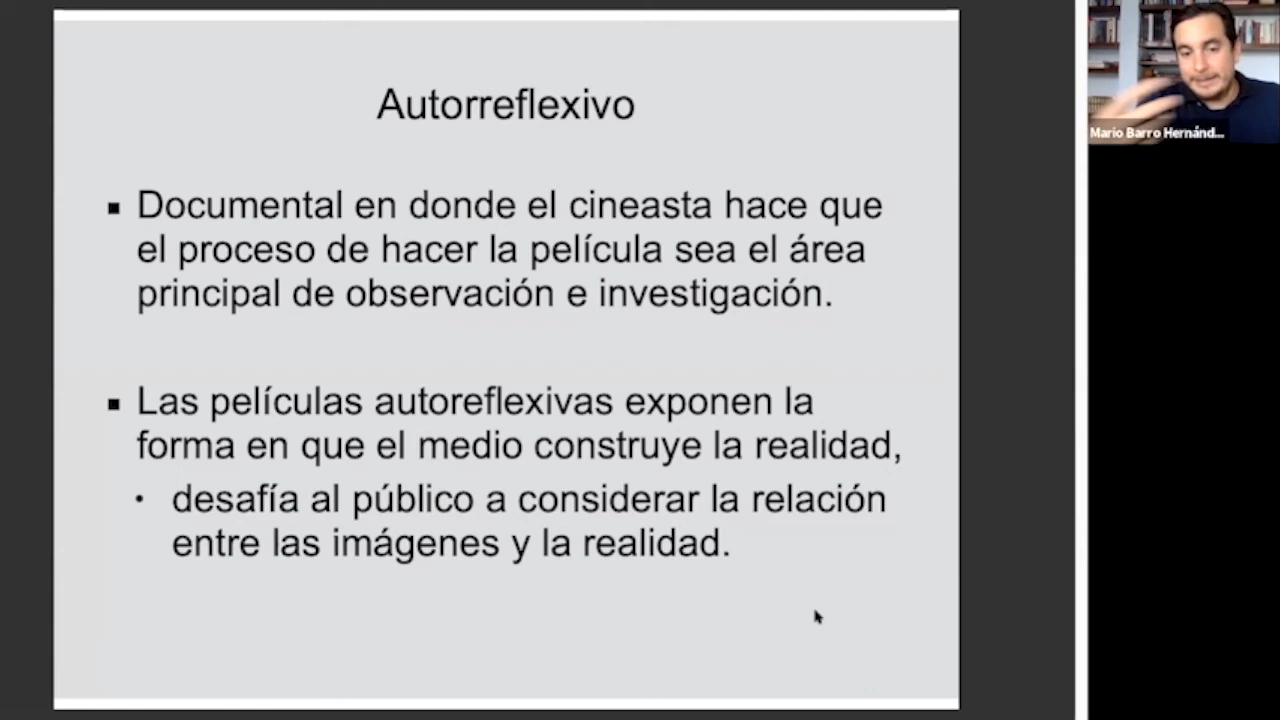 Autorreflexivo
▪ Documental en donde el cineasta hace que
el proceso de hacer la película sea el área
principal de observación e investigación.
▪ Las películas autoreflexivas exponen la
forma en que el medio construye la realidad,
• desafía al público a considerar la relación
entre las imágenes y la realidad.
Mario Barro Hernánd...